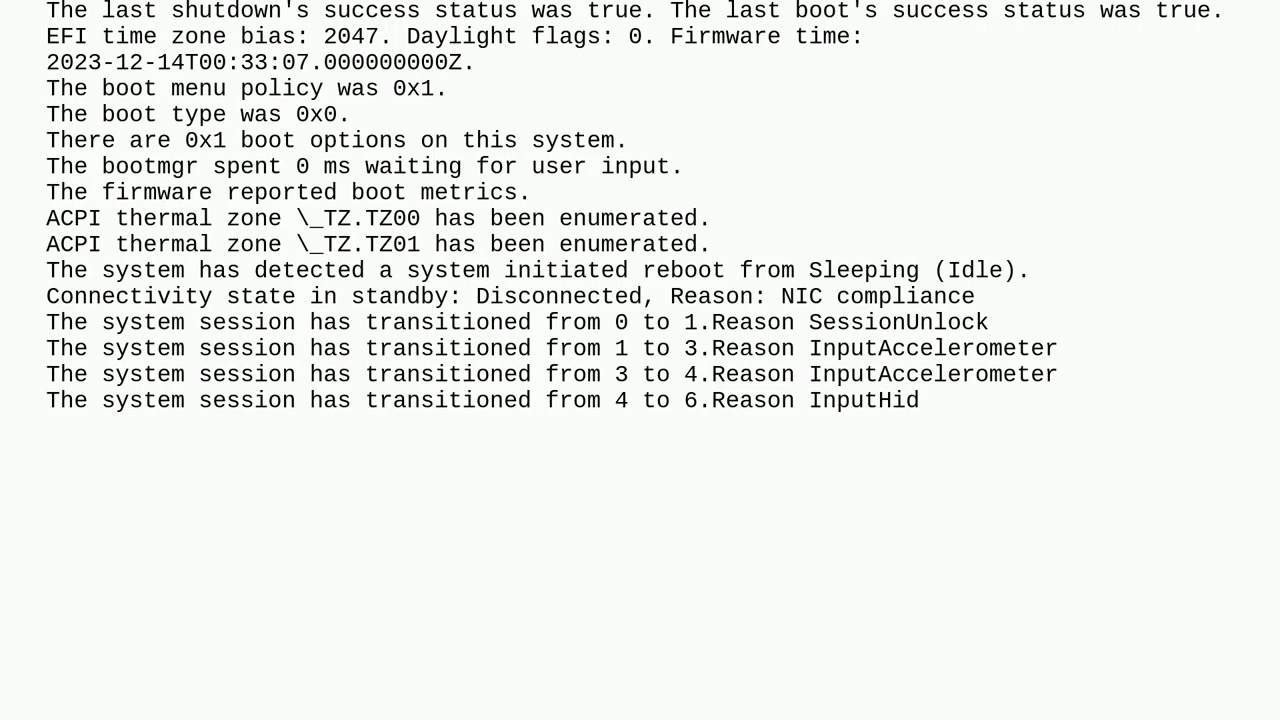 The last shutdown's success status was true. The last boot's success status was true.
EFI time zone bias: 2047. Daylight flags: 0. Firmware time:
2023-12-14T00:33:07.000000000Z.
The boot menu policy was 0x1.
The boot type was 0x0.
There are 0x1 boot options on this system.
The bootmgr spent 0 ms waiting for user input.
The firmware reported boot metrics.
ACPI thermal zone \_TZ.TZ00 has been enumerated.
ACPI thermal zone \_TZ.TZ01 has been enumerated.
The system has detected a system initiated reboot from Sleeping (Idle).
Connectivity state in standby: Disconnected, Reason: NIC compliance
The system session has transitioned from 0 to 1.Reason SessionUnlock
The system session has transitioned from 1 to 3.Reason InputAccelerometer
The system session has transitioned from 3 to 4.Reason InputAccelerometer
The system session has transitioned from 4 to 6.Reason InputHid